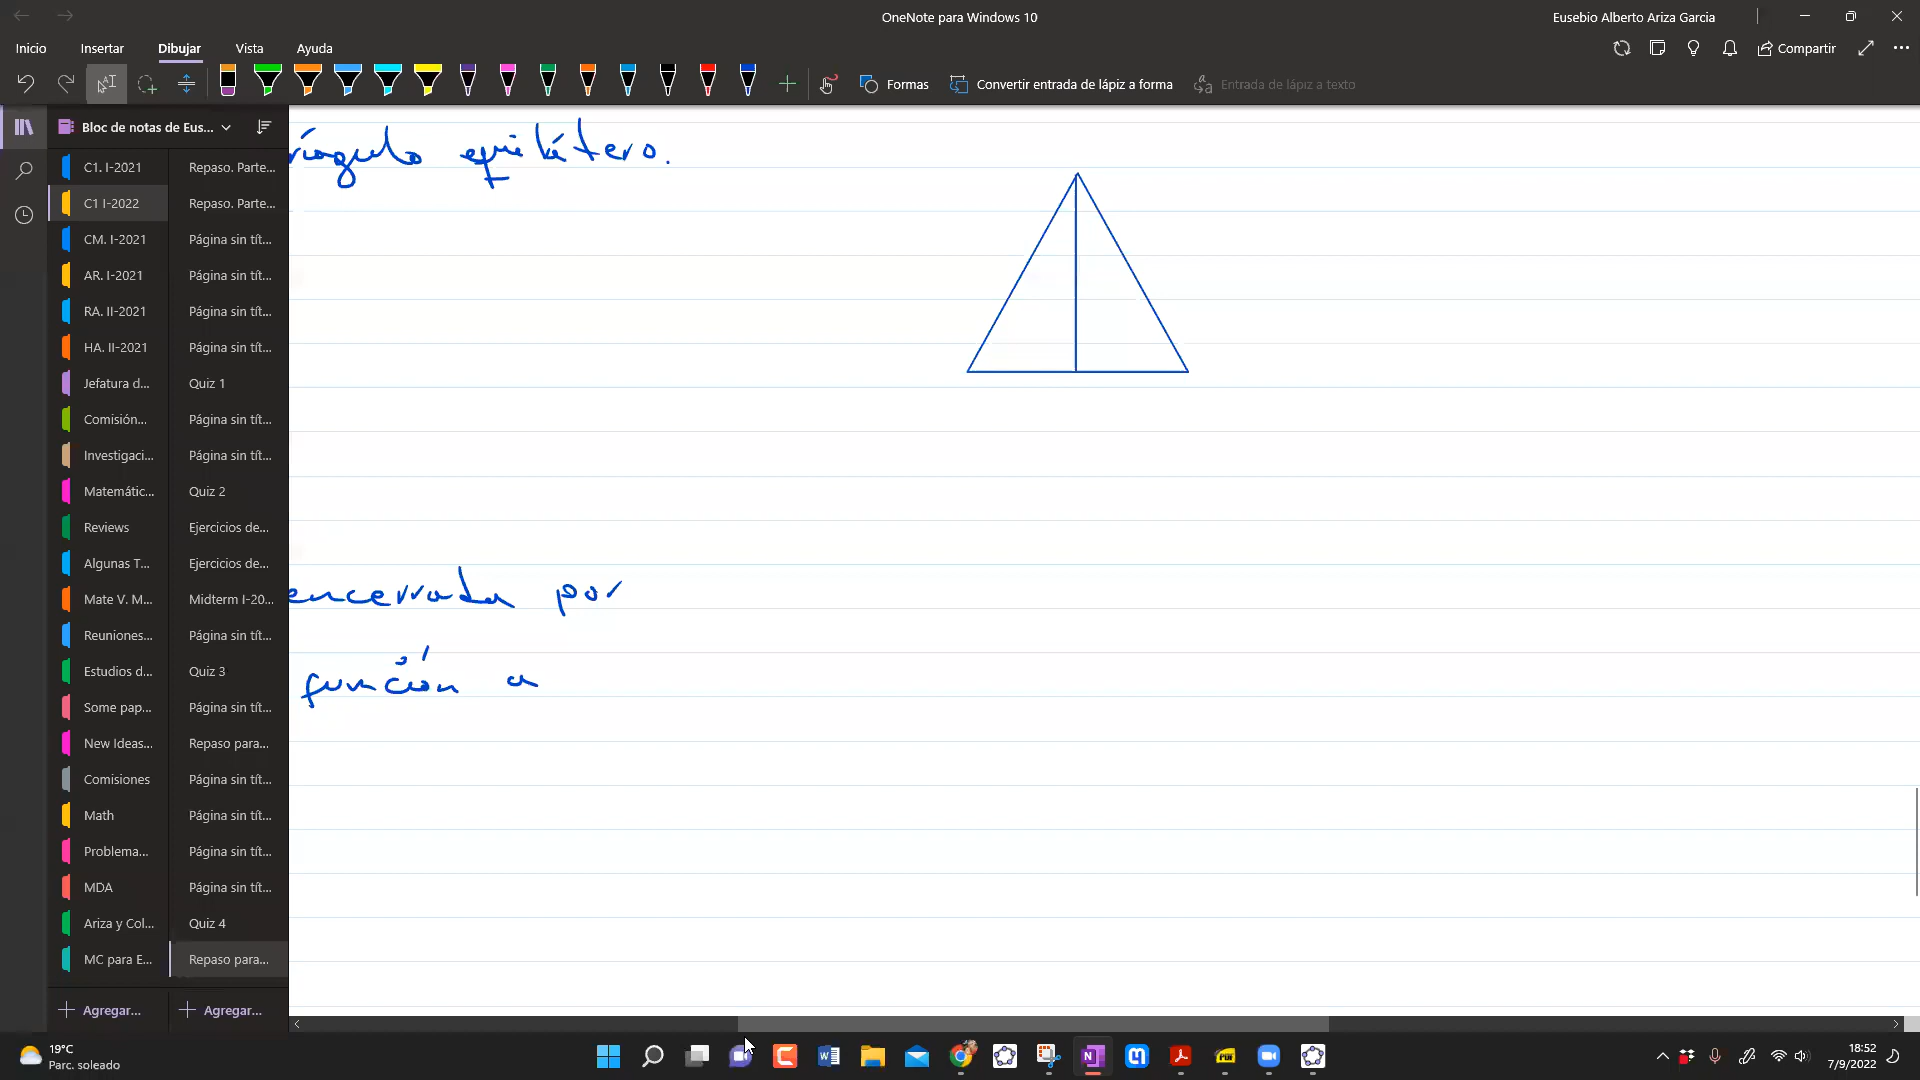 OneNote para Windows 10
Eusebio Alberto Ariza Garcia
Inicio
Insertar
Dibujar
Vista
Ayuda
Compartir
Formas
Convertir entrada de lápiz a forma
Entrada de lápiz a texto
Bloc de notas de Eus...
C1. I-2021
C1 I-2022
CM. I-2021
AR. I-2021
RA. II-2021
HA. II-2021
Jefatura d...
Comisión...
Investigaci...
Matemátic...
Reviews
Algunas T...
Mate V. M...
Reuniones...
Estudios d...
Some pap...
New Ideas...
Comisiones
Math
Problema...
MDA
Ariza y Col...
MC para E...
Agregar...
Repaso. Parte...
Repaso. Parte...
Página sin tít...
Página sin tít...
Página sin tít...
Página sin tít...
Quiz 1
Página sin tít...
Página sin tít...
Quiz 2
Ejercicios de...
Ejercicios de...
Midterm I-20...
Página sin tít...
Quiz 3
Página sin tít...
Repaso para...
Página sin tít...
Página sin tít...
Página sin tít...
Página sin tít...
Quiz 4
Repaso para...
Agregar...
ríangulo equilátero.
encerrada por
función a
19°C
Parc. soleado
18:52
7/9/2022